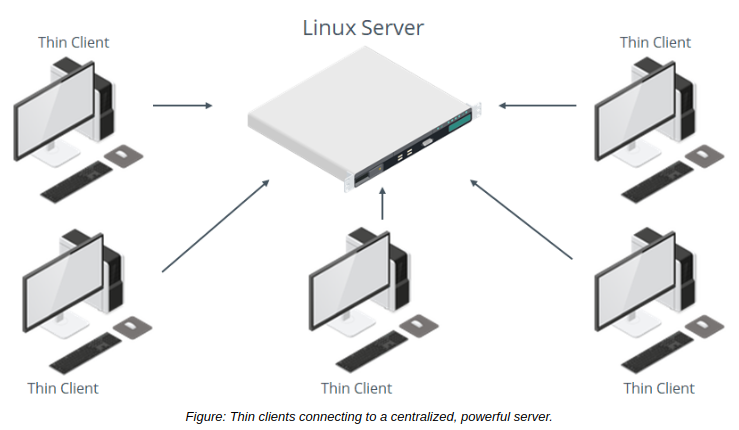 Linux Server
Thin Client
Thin Client
Thin Client
Thin Client
Thin Client
Figure: Thin clients connecting to a centralized, powerful server.